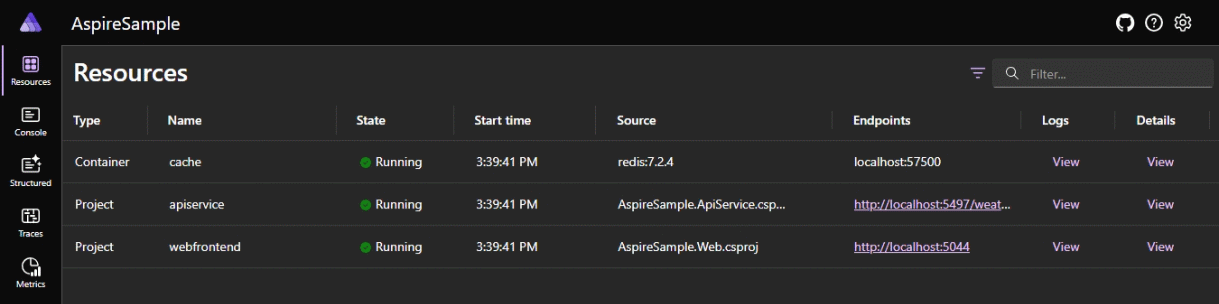 AspireSample
Resources
Console
Structured
Traces
Metrics
Resources
Filter...
Type Name State Start time Source Endpoints Logs Details
Container cache Running 3:39:41 PM redis:7.2.4 localhost:57500 View View
Project apiservice Running 3:39:41 PM AspireSample.ApiService.csp... http://localhost:5497/weat... View View
Project webfrontend Running 3:39:41 PM AspireSample.Web.csproj http://localhost:5044 View View